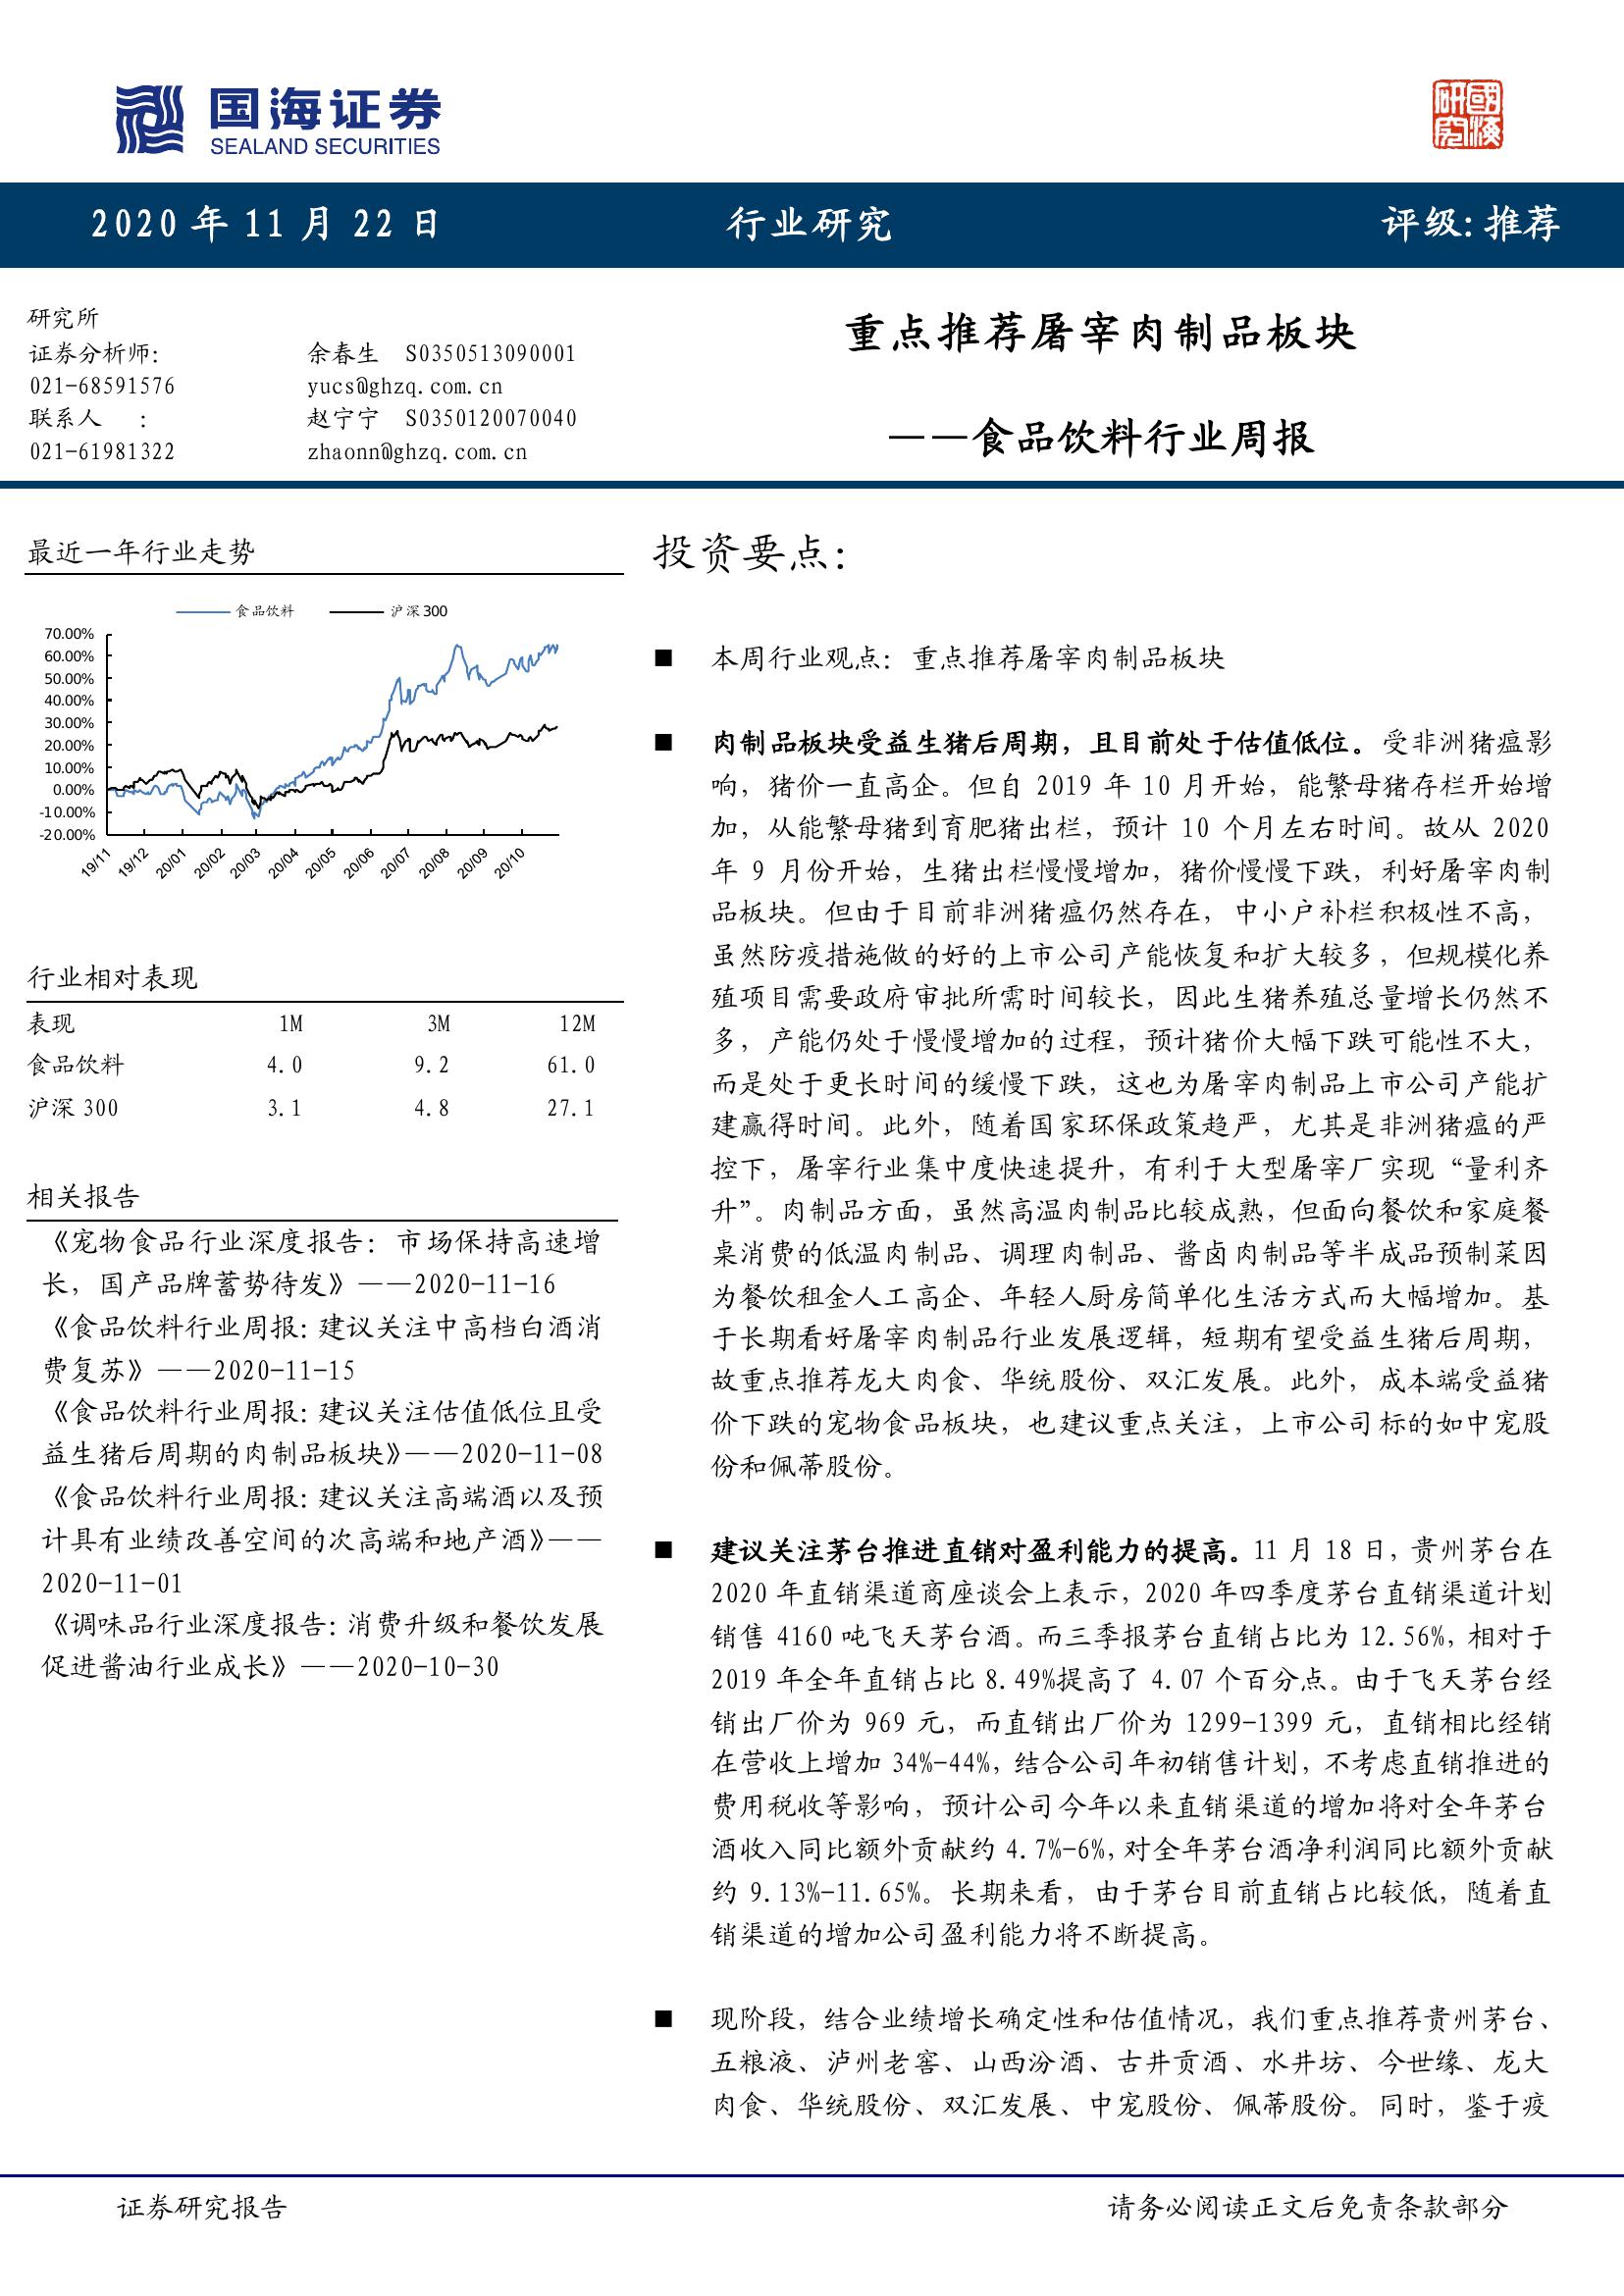 国海证券
SEALAND SECURITIES
國海研究
2020 年 11 月 22 日
行业研究
评级:推荐
研究所
证券分析师:
余春生 S0350513090001
021-68591576
yucs@ghzq.com.cn
联系人 :
赵宁宁 S0350120070040
021-61981322
zhaonn@ghzq.com.cn
重点推荐屠宰肉制品板块
——食品饮料行业周报
最近一年行业走势
食品饮料
沪深300
70.00%
60.00%
50.00%
40.00%
30.00%
20.00%
10.00%
0.00%
-10.00%
-20.00%
19/11
19/12
20/01
20/02
20/03
20/04
20/05
20/06
20/07
20/08
20/09
20/10
行业相对表现
表现 1M 3M 12M
食品饮料 4.0 9.2 61.0
沪深 300 3.1 4.8 27.1
相关报告
《宠物食品行业深度报告：市场保持高速增
长，国产品牌蓄势待发》——2020-11-16
《食品饮料行业周报:建议关注中高档白酒消
费复苏》——2020-11-15
《食品饮料行业周报:建议关注估值低位且受
益生猪后周期的肉制品板块》——2020-11-08
《食品饮料行业周报:建议关注高端酒以及预
计具有业绩改善空间的次高端和地产酒》——
2020-11-01
《调味品行业深度报告:消费升级和餐饮发展
促进酱油行业成长》——2020-10-30
投资要点：
■ 本周行业观点：重点推荐屠宰肉制品板块
■ 肉制品板块受益生猪后周期，且目前处于估值低位。受非洲猪瘟影
响，猪价一直高企。但自 2019 年 10 月开始，能繁母猪存栏开始增
加，从能繁母猪到育肥猪出栏，预计 10 个月左右时间。故从 2020
年 9 月份开始，生猪出栏慢慢增加，猪价慢慢下跌，利好屠宰肉制
品板块。但由于目前非洲猪瘟仍然存在，中小户补栏积极性不高，
虽然防疫措施做的好的上市公司产能恢复和扩大较多，但规模化养
殖项目需要政府审批所需时间较长，因此生猪养殖总量增长仍然不
多，产能仍处于慢慢增加的过程，预计猪价大幅下跌可能性不大，
而是处于更长时间的缓慢下跌，这也为屠宰肉制品上市公司产能扩
建赢得时间。此外，随着国家环保政策趋严，尤其是非洲猪瘟的严
控下，屠宰行业集中度快速提升，有利于大型屠宰厂实现“量利齐
升”。肉制品方面，虽然高温肉制品比较成熟，但面向餐饮和家庭餐
桌消费的低温肉制品、调理肉制品、酱卤肉制品等半成品预制菜因
为餐饮租金人工高企、年轻人厨房简单化生活方式而大幅增加。基
于长期看好屠宰肉制品行业发展逻辑，短期有望受益生猪后周期，
故重点推荐龙大肉食、华统股份、双汇发展。此外，成本端受益猪
价下跌的宠物食品板块，也建议重点关注，上市公司标的如中宠股
份和佩蒂股份。
■ 建议关注茅台推进直销对盈利能力的提高。11 月 18 日，贵州茅台在
2020 年直销渠道商座谈会上表示，2020 年四季度茅台直销渠道计划
销售 4160 吨飞天茅台酒。而三季报茅台直销占比为 12.56%，相对于
2019 年全年直销占比 8.49%提高了 4.07 个百分点。由于飞天茅台经
销出厂价为 969 元，而直销出厂价为 1299-1399 元，直销相比经销
在营收上增加 34%-44%，结合公司年初销售计划，不考虑直销推进的
费用税收等影响，预计公司今年以来直销渠道的增加将对全年茅台
酒收入同比额外贡献约 4.7%-6%，对全年茅台酒净利润同比额外贡献
约 9.13%-11.65%。长期来看，由于茅台目前直销占比较低，随着直
销渠道的增加公司盈利能力将不断提高。
■ 现阶段，结合业绩增长确定性和估值情况，我们重点推荐贵州茅台、
五粮液、泸州老窖、山西汾酒、古井贡酒、水井坊、今世缘、龙大
肉食、华统股份、双汇发展、中宠股份、佩蒂股份。同时，鉴于疫
证券研究报告
请务必阅读正文后免责条款部分